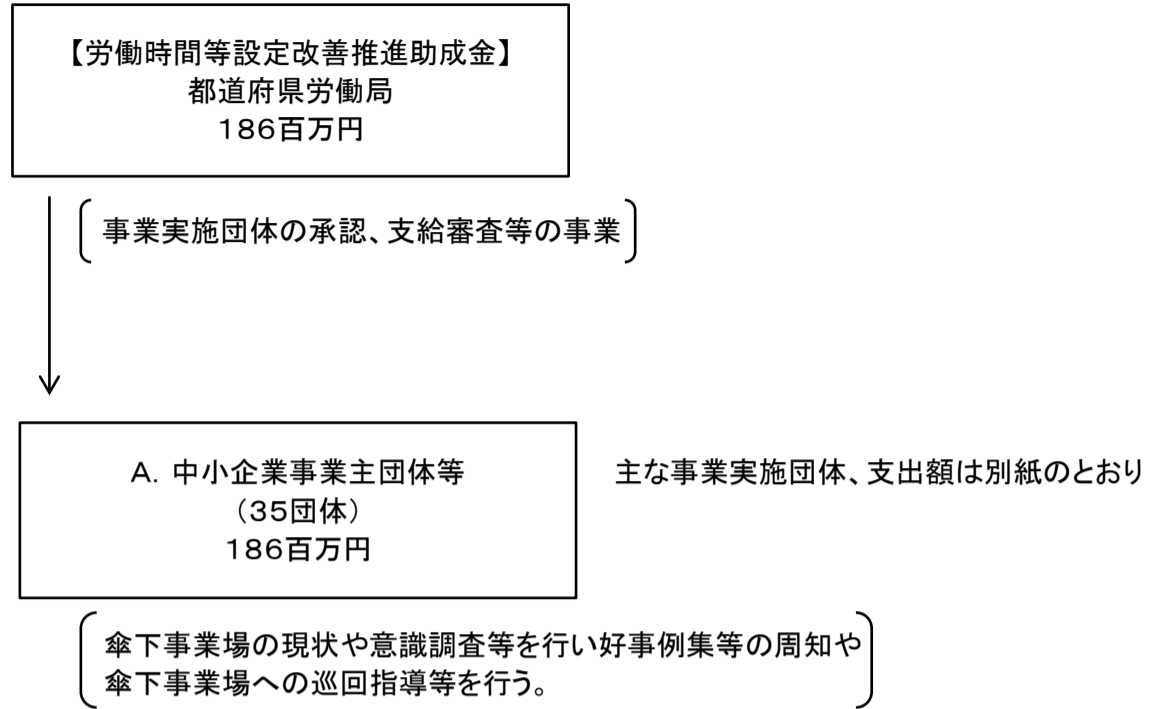 【労働時間等設定改善推進助成金】
都道府県労働局
186百万円
事業実施団体の承認、支給審査等の事業
A. 中小企業事業主団体等
(35団体)
186百万円
主な事業実施団体、支出額は別紙のとおり
傘下事業場の現状や意識調査等を行い好事例集等の周知や
傘下事業場への巡回指導等を行う。